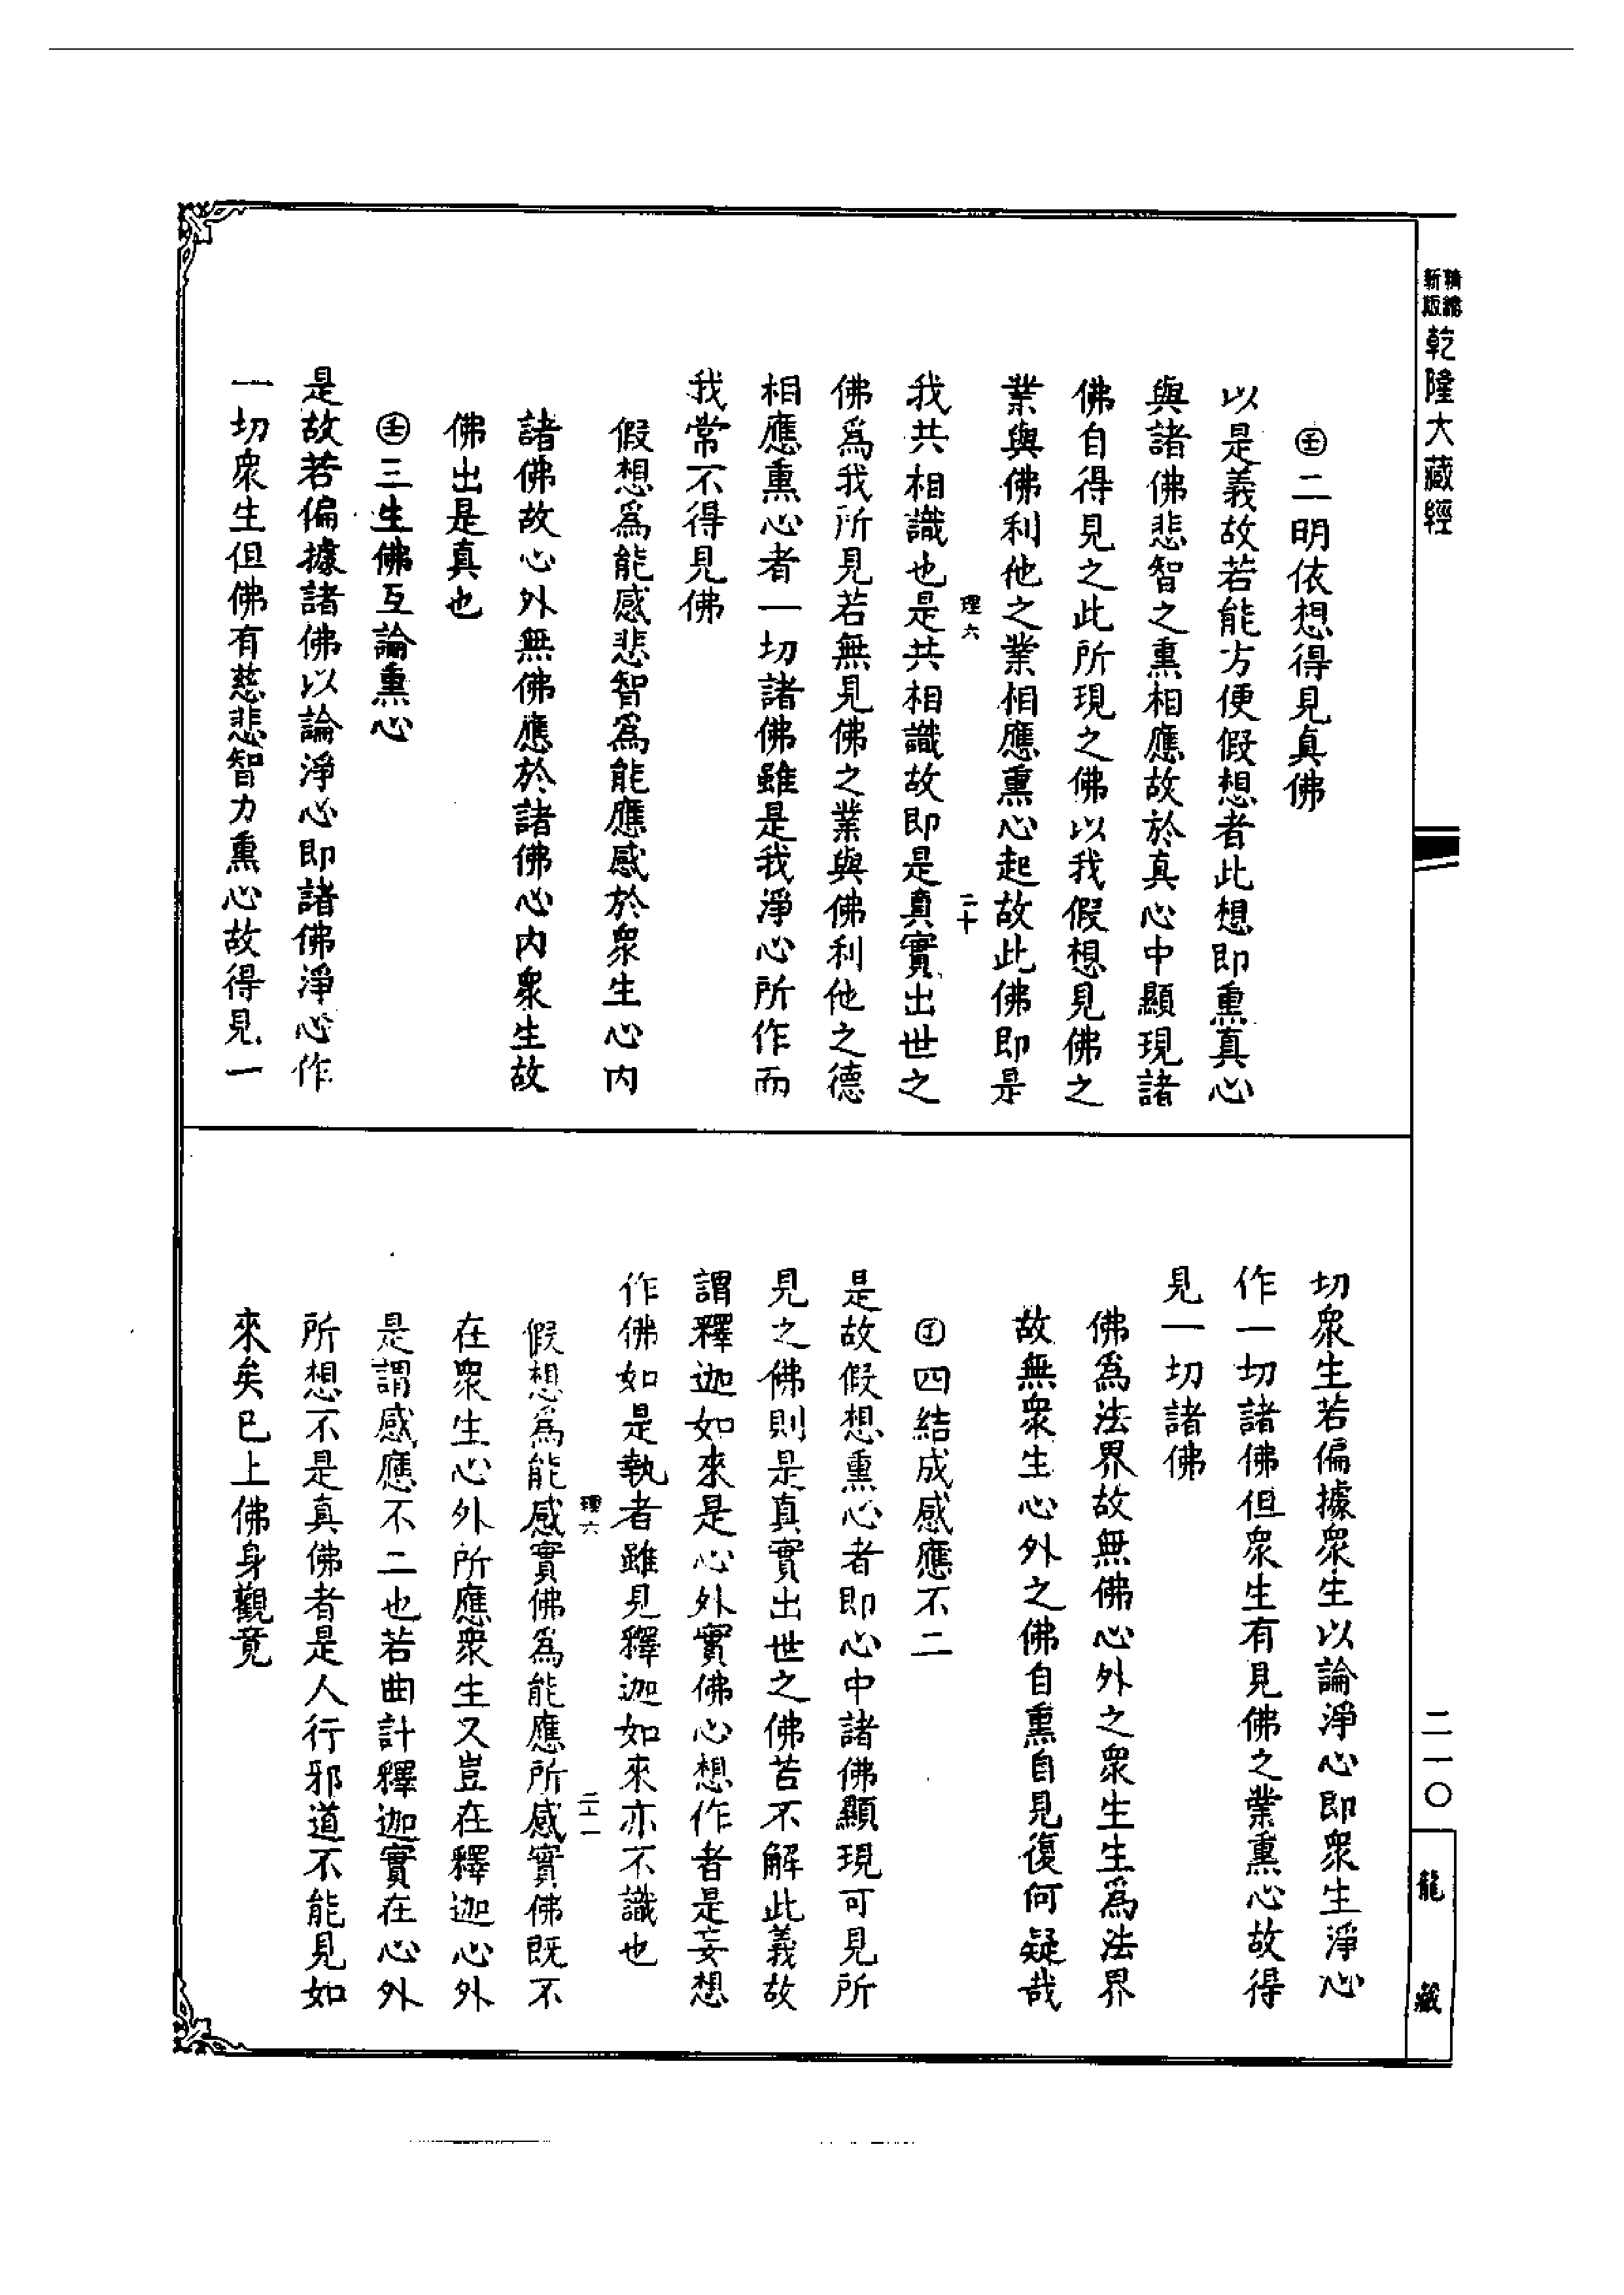 新版
精縮
乾隆大藏經
㊄二明依想得見真佛
以是義故若能方便假想者此想即熏真心
與諸佛悲智之熏相應故於真心中顯現諸
佛自得見之此所現之佛以我假想見佛之
業與佛利他之業相應熏心起故此佛即是
理六
二十
我共相識也是共相識故即是真實出世之
佛爲我所見若無見佛之業與佛利他之德
相應熏心者一切諸佛雖是我淨心所作而
我常不得見佛
假想爲能感悲智爲能應感於衆生心內
諸佛故心外無佛應於諸佛心內衆生故
佛出是真也
三生佛互論熏心
是故若偏據諸佛以論淨心即諸佛淨心作
一切衆生但佛有慈悲智力熏心故得見一
切衆生若偏據衆生以論淨心即衆生淨心
作一切諸佛但衆生有見佛之業熏心故得
見一切諸佛
佛爲法界故無佛心外之衆生生爲法界
故無衆生心外之佛自熏自見復何疑哉
四結成感應不二
是故假想熏心者即心中諸佛顯現可見所
見之佛則是真實出世之佛若不解此義故
謂釋迦如來是心外實佛心想作者是妄想
作佛如是執者雖見釋迦如來亦不識也
理六
二十一
假想爲能感實佛爲能應所感實佛既不
在衆生心外所應衆生又豈在釋迦心外
是謂感應不二也若曲計釋迦實在心外
所想不是真佛者是人行邪道不能見如
來矣已上佛身觀竟
二一〇
龍藏